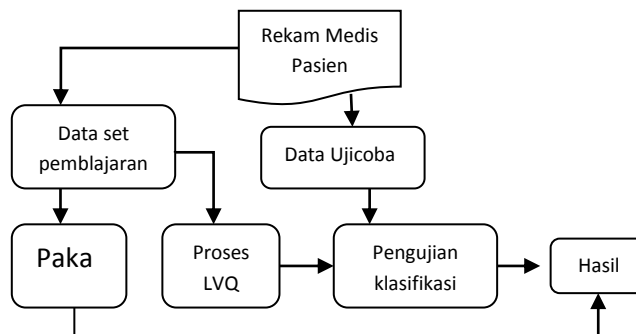 Rekam Medis
Pasien
Data set
pemblajaran
Data Ujicoba
Paka
Proses
LVQ
Pengujian
klasifikasi
Hasil